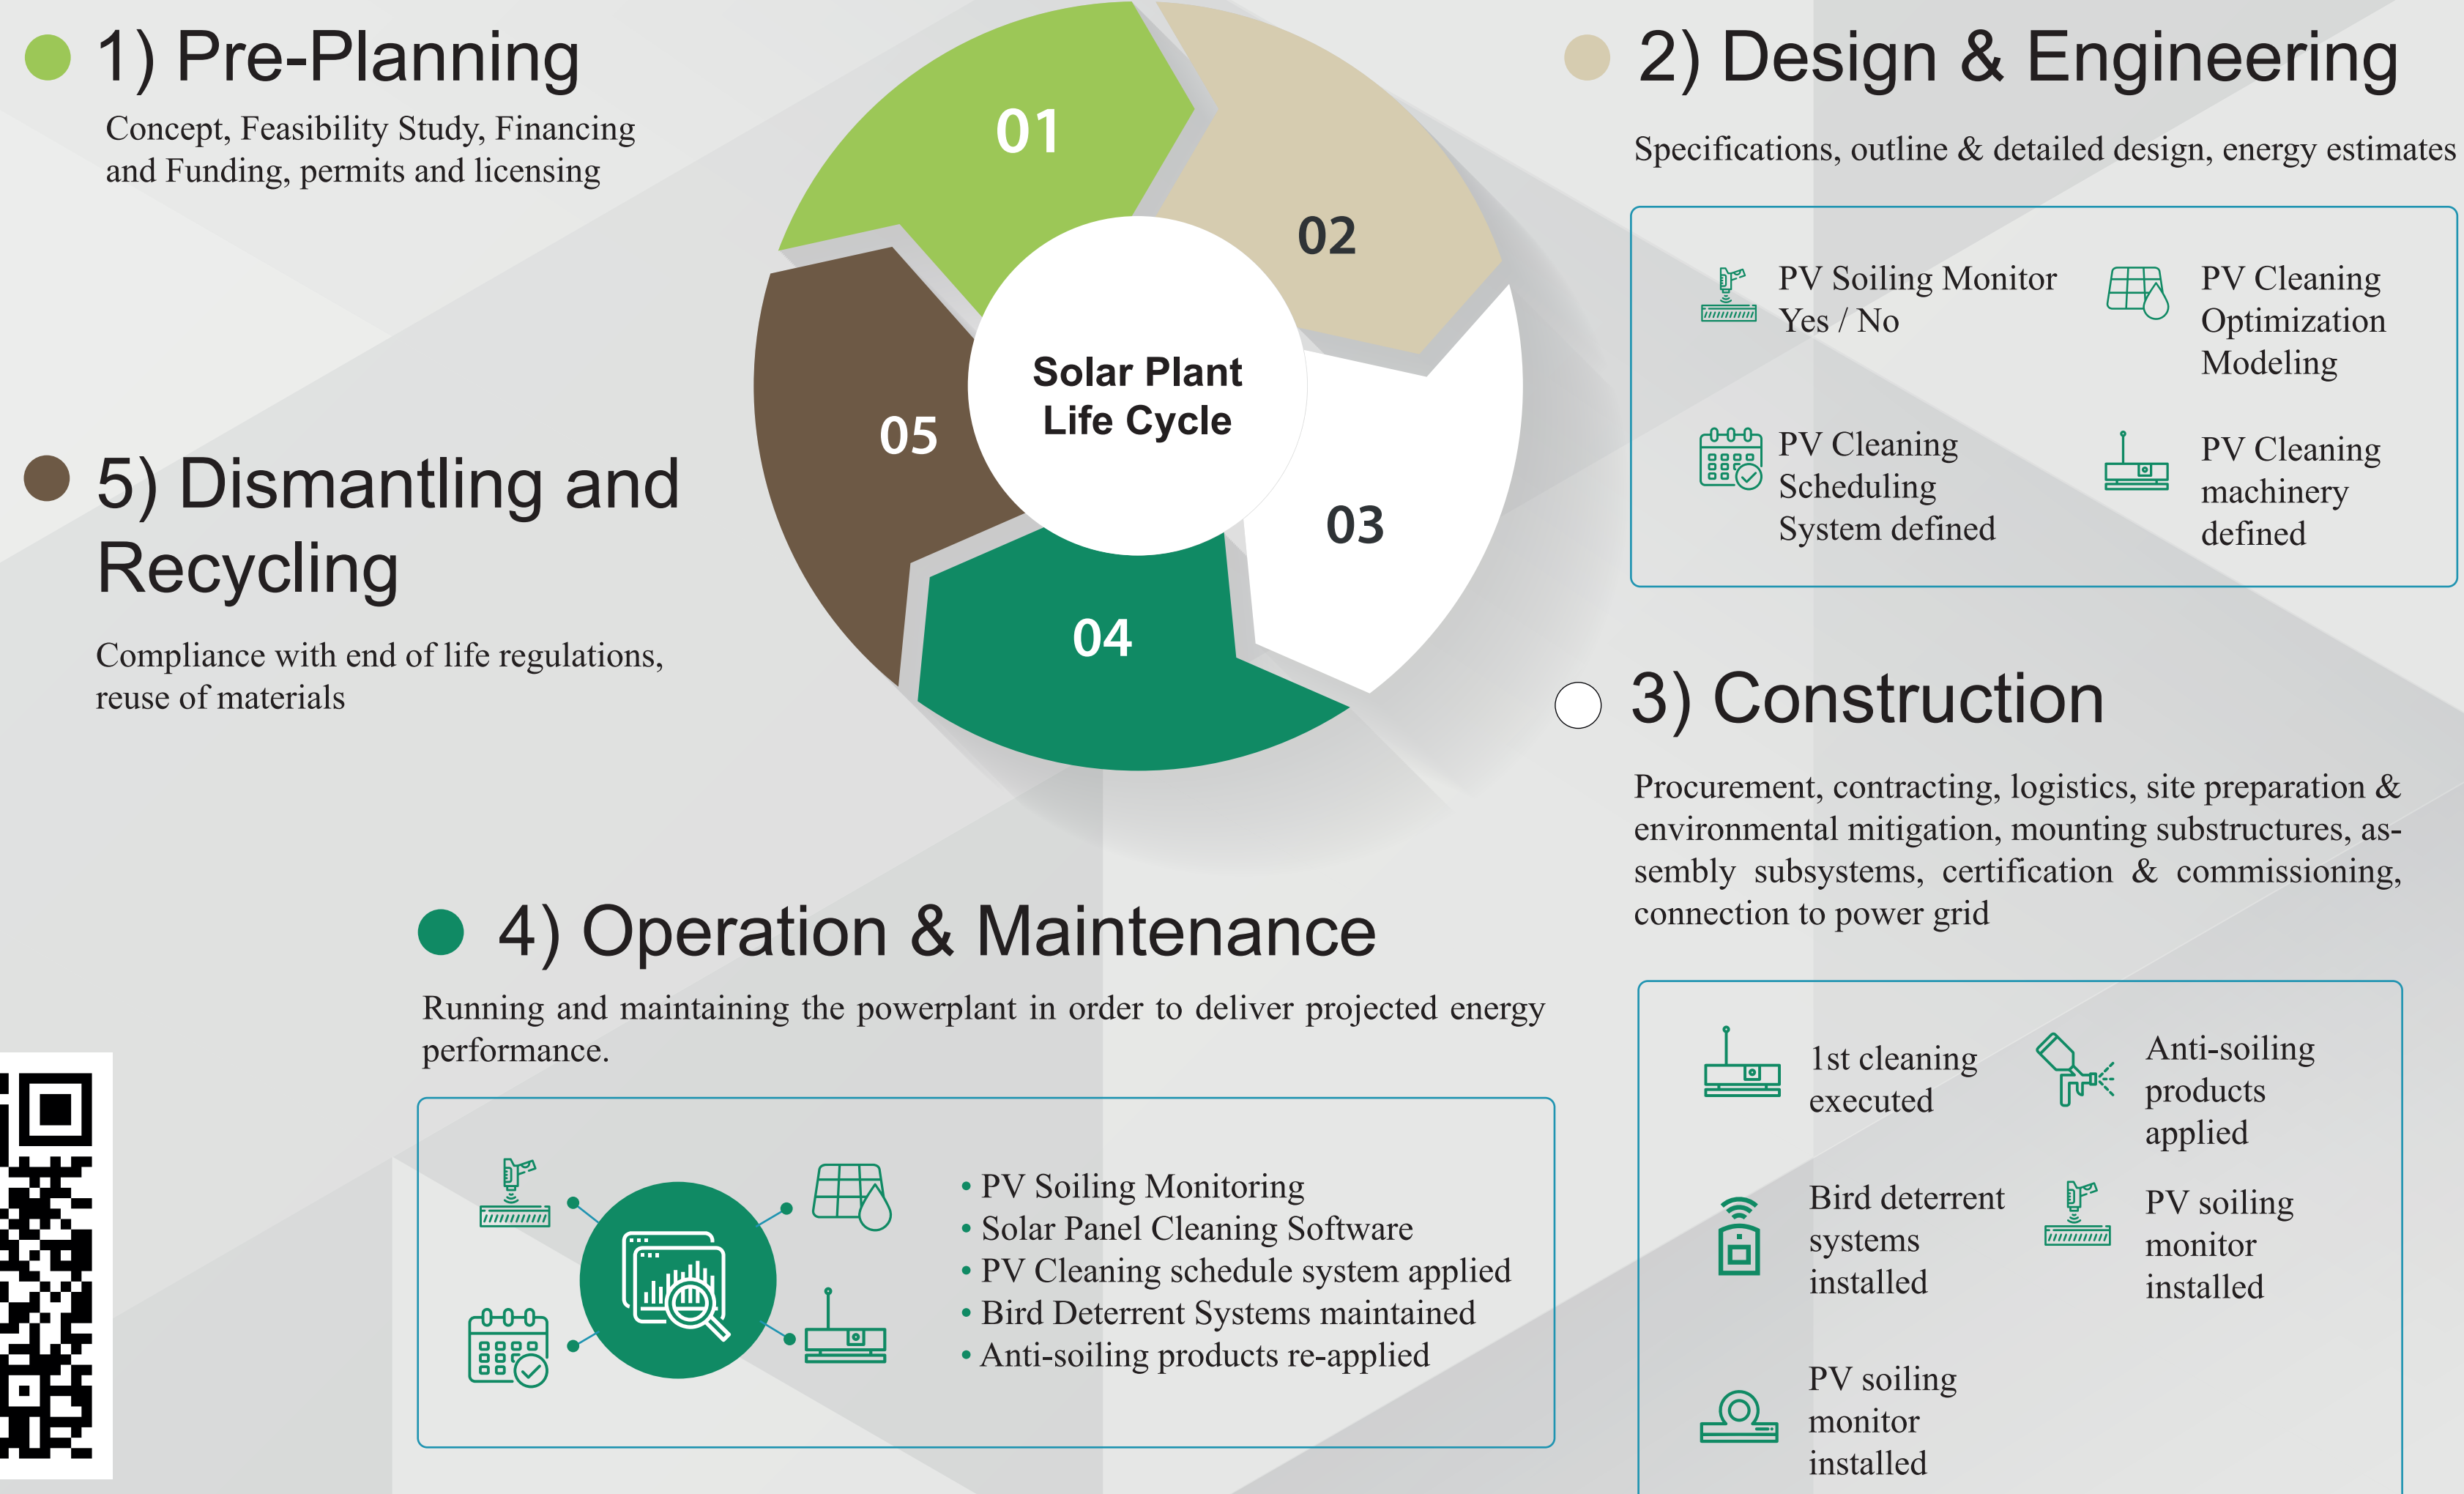 1) Pre-Planning
Concept, Feasibility Study, Financing
and Funding, permits and licensing
01
02
03
04
05
Solar Plant
Life Cycle
2) Design & Engineering
Specifications, outline & detailed design, energy estimates
PV Soiling Monitor
Yes / No
PV Cleaning
Optimization
Modeling
PV Cleaning
Scheduling
System defined
PV Cleaning
machinery
defined
3) Construction
Procurement, contracting, logistics, site preparation &
environmental mitigation, mounting substructures, as-
sembly subsystems, certification & commissioning,
connection to power grid
1st cleaning
executed
Anti-soiling
products
applied
Bird deterrent
systems
installed
PV soiling
monitor
installed
PV soiling
monitor
installed
4) Operation & Maintenance
Running and maintaining the powerplant in order to deliver projected energy
performance.
• PV Soiling Monitoring
• Solar Panel Cleaning Software
• PV Cleaning schedule system applied
• Bird Deterrent Systems maintained
• Anti-soiling products re-applied
5) Dismantling and
Recycling
Compliance with end of life regulations,
reuse of materials